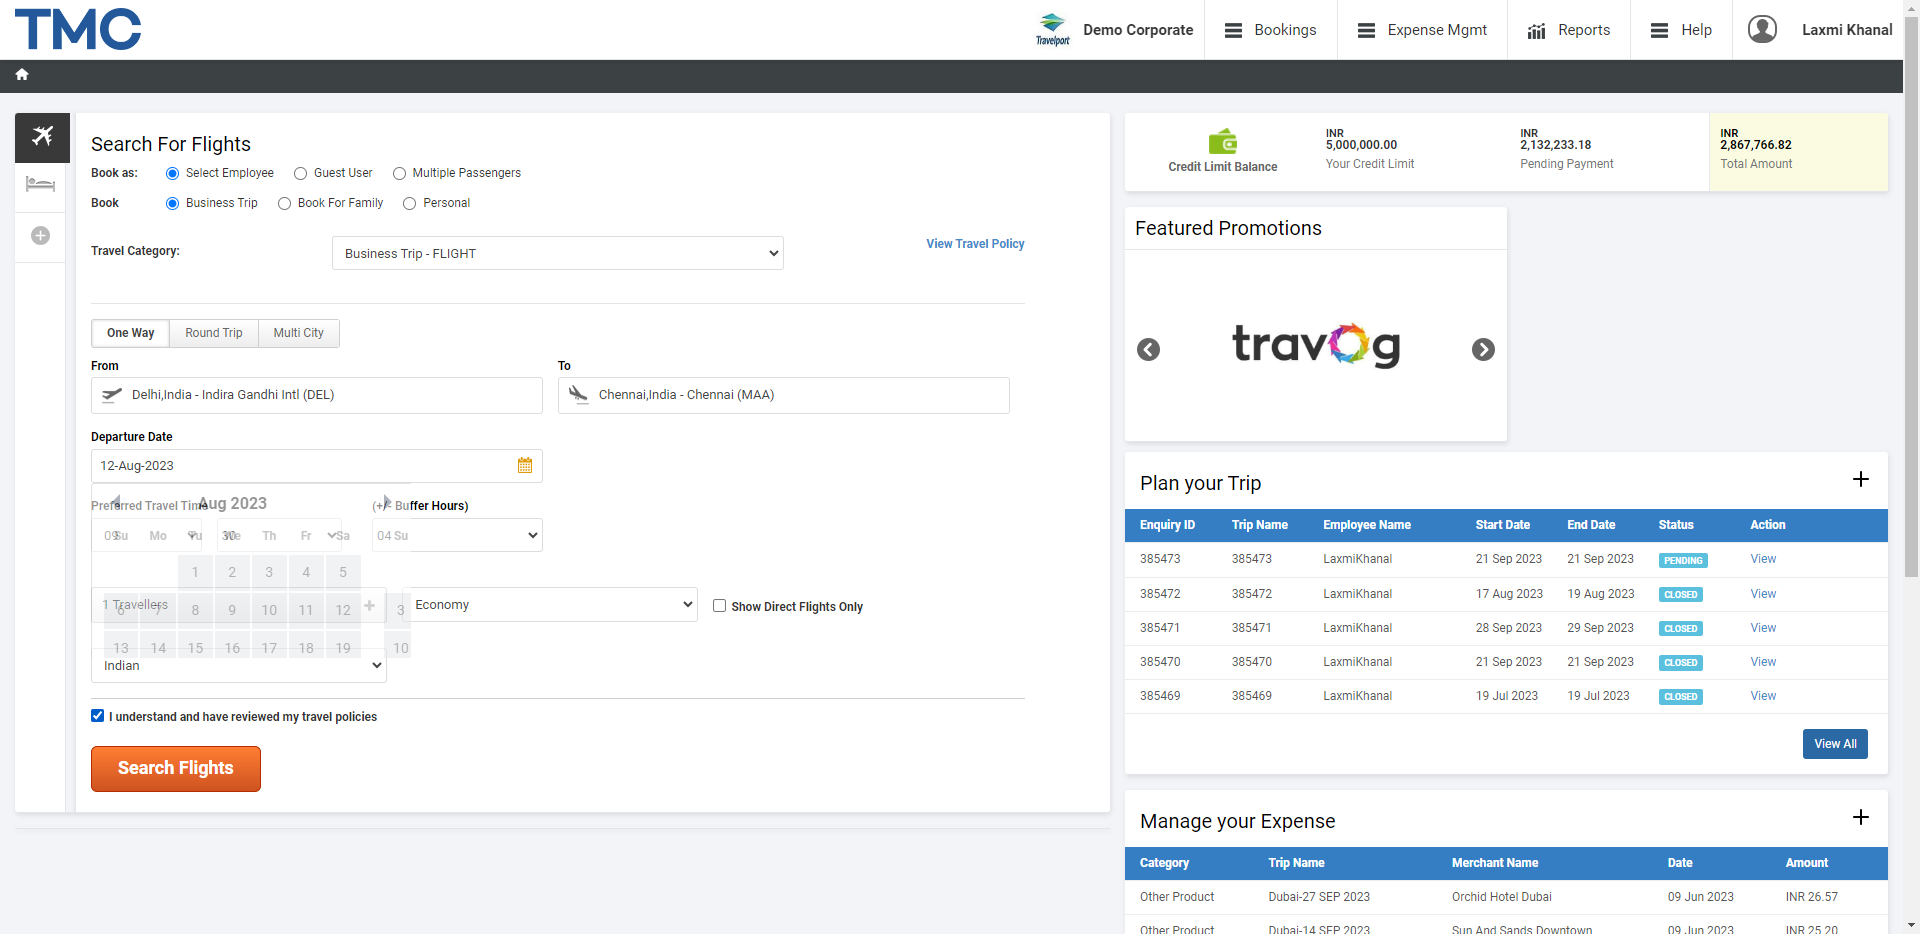 TMC
Travelport
Demo Corporate
Bookings
Expense Mgmt
Reports
Help
Laxmi Khanal
Search For Flights
Book as: Select Employee Guest User Multiple Passengers
Book Business Trip Book For Family Personal
Travel Category: Business Trip - FLIGHT View Travel Policy
One Way Round Trip Multi City
From To
Delhi,India - Indira Gandhi Intl (DEL) Chennai,India - Chennai (MAA)
Departure Date
12-Aug-2023
Preferred Travel Time Aug 2023 (+/- Buffer Hours)
09 30 04
Su Mo Tu We Th Fr Sa Su
1 2 3 4 5
1 Travellers Economy Show Direct Flights Only
6 7 8 9 10 11 12 3
13 14 15 16 17 18 19 10
Indian
I understand and have reviewed my travel policies
Search Flights
Credit Limit Balance
INR
5,000,000.00
Your Credit Limit
INR
2,132,233.18
Pending Payment
INR
2,867,766.82
Total Amount
Featured Promotions
travog
Plan your Trip
Enquiry ID Trip Name Employee Name Start Date End Date Status Action
385473 385473 LaxmiKhanal 21 Sep 2023 21 Sep 2023 PENDING View
385472 385472 LaxmiKhanal 17 Aug 2023 19 Aug 2023 CLOSED View
385471 385471 LaxmiKhanal 28 Sep 2023 29 Sep 2023 CLOSED View
385470 385470 LaxmiKhanal 21 Sep 2023 21 Sep 2023 CLOSED View
385469 385469 LaxmiKhanal 19 Jul 2023 19 Jul 2023 CLOSED View
View All
Manage your Expense
Category Trip Name Merchant Name Date Amount
Other Product Dubai-27 SEP 2023 Orchid Hotel Dubai 09 Jun 2023 INR 26.57
Other Product Dubai-14 SEP 2023 Sun And Sands Downtown 09 Jun 2023 INR 25.20